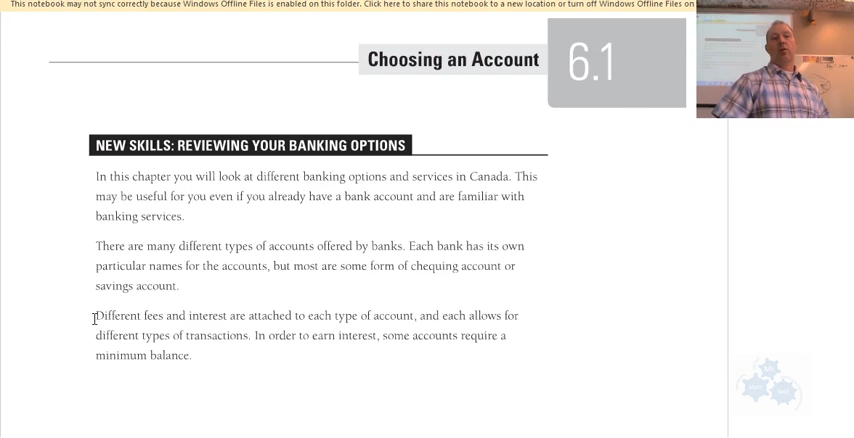 This notebook may not sync correctly because Windows Offline Files is enabled on this folder. Click here to share this notebook to a new location or turn off Windows Offline Files on
Choosing an Account
6.1
NEW SKILLS: REVIEWING YOUR BANKING OPTIONS
In this chapter you will look at different banking options and services in Canada. This
may be useful for you even if you already have a bank account and are familiar with
banking services.
There are many different types of accounts offered by banks. Each bank has its own
particular names for the accounts, but most are some form of chequing account or
savings account.
Different fees and interest are attached to each type of account, and each allows for
different types of transactions. In order to earn interest, some accounts require a
minimum balance.